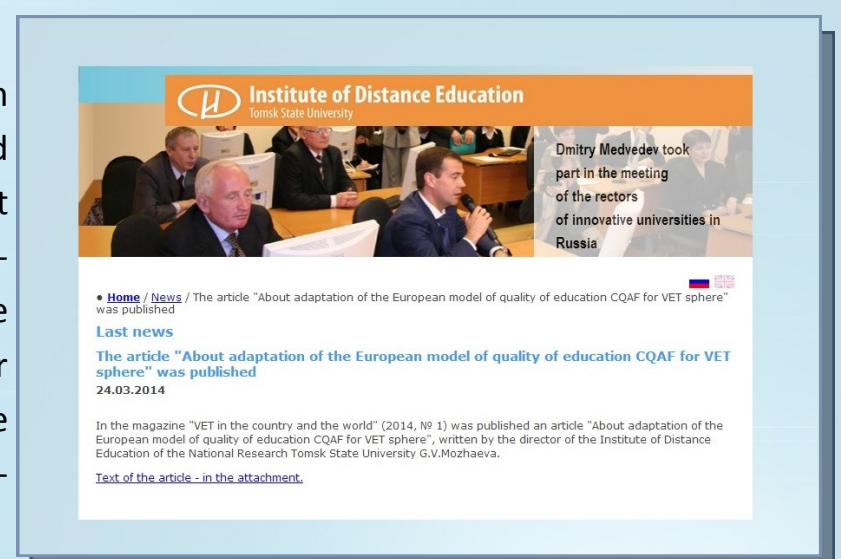 n
d
t
-
e
r
e
-
Institute of Distance Education
Tomsk State University
Dmitry Medvedev took
part in the meeting
of the rectors
of innovative universities in
Russia
• Home / News / The article "About adaptation of the European model of quality of education CQAF for VET sphere"
was published
Last news
The article "About adaptation of the European model of quality of education CQAF for VET
sphere" was published
24.03.2014
In the magazine "VET in the country and the world" (2014, № 1) was published an article "About adaptation of the
European model of quality of education CQAF for VET sphere", written by the director of the Institute of Distance
Education of the National Research Tomsk State University G.V.Mozhaeva.
Text of the article - in the attachment.